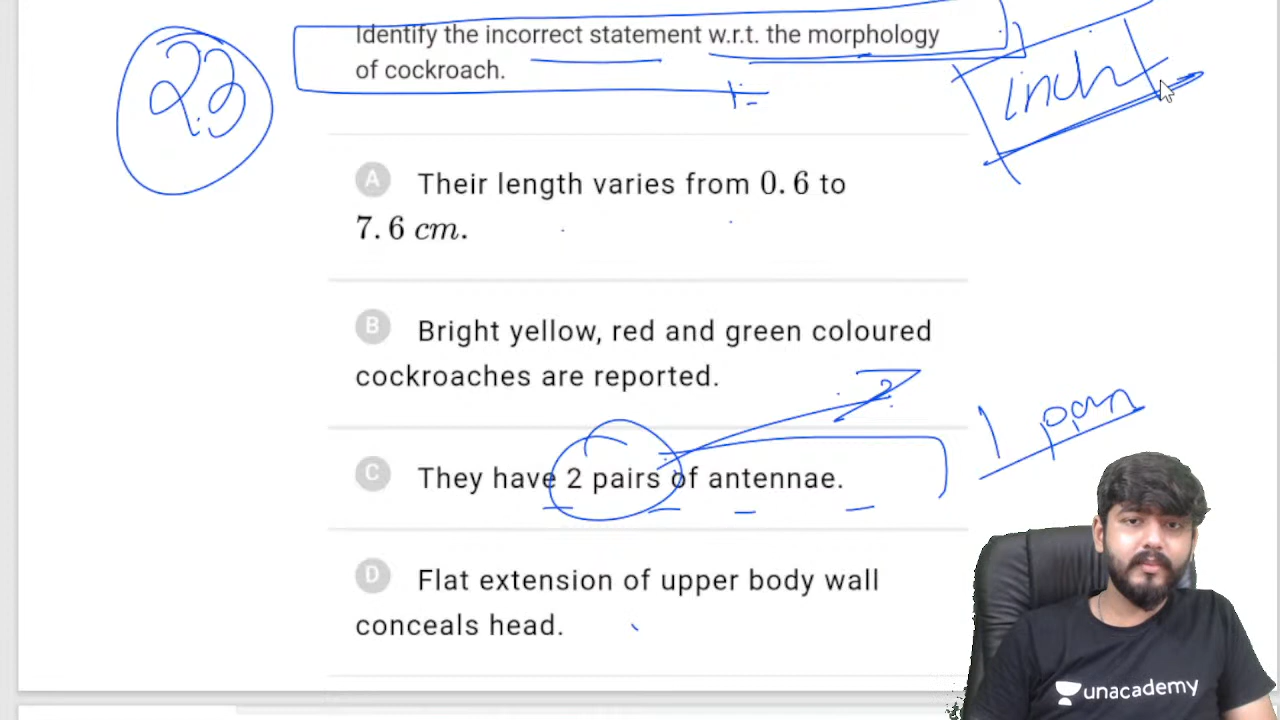 Identify the incorrect statement w.r.t. the morphology
of cockroach.
23
inch
A Their length varies from 0.6 to
7.6 cm.
B Bright yellow, red and green coloured
cockroaches are reported.
1 pair
C They have 2 pairs of antennae.
D Flat extension of upper body wall
conceals head.
unacademy